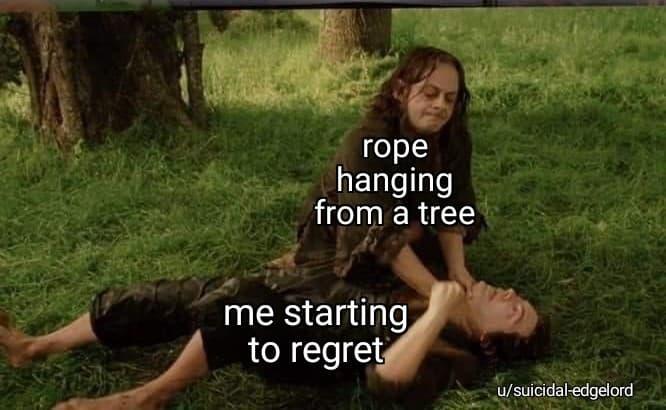 rope
hanging
from a tree
me starting
to regret
u/suicidal-edgelord